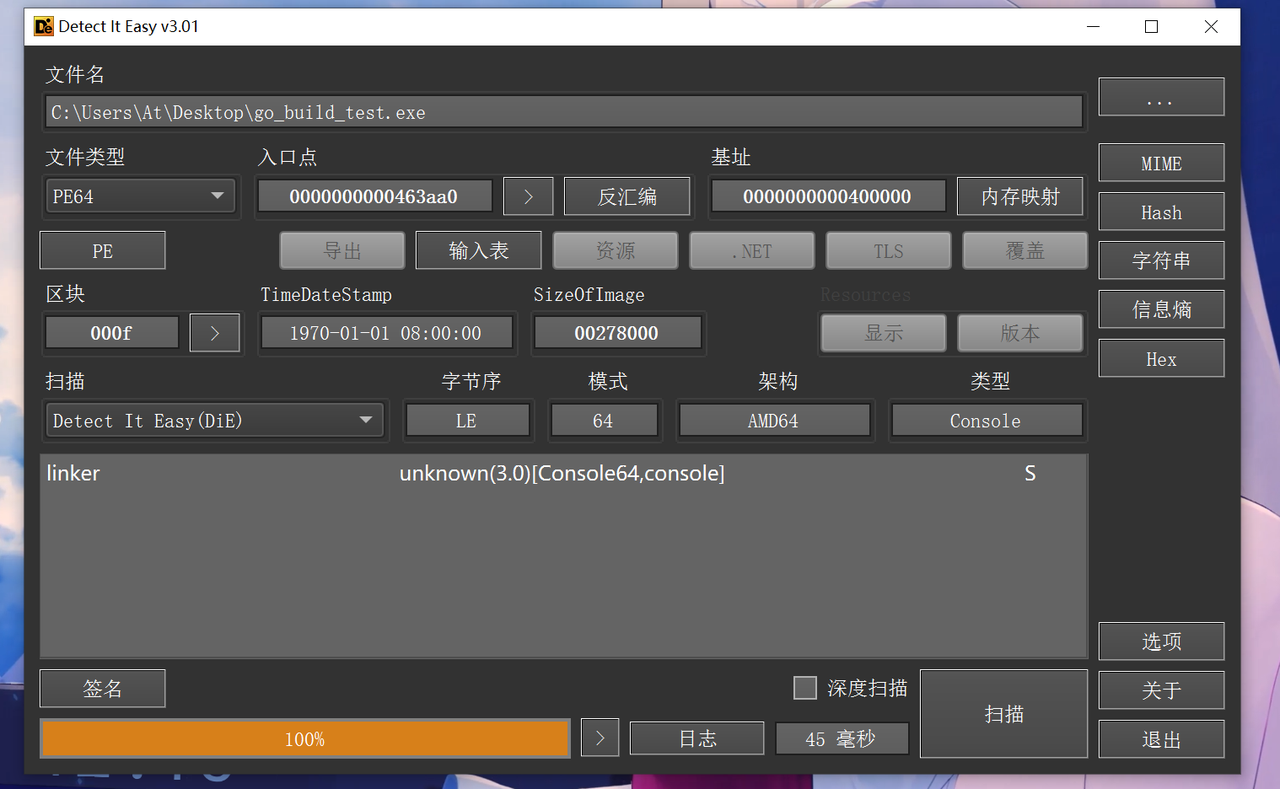 Detect It Easy v3.01
文件名
C:\Users\At\Desktop\go_build_test.exe
...
文件类型 入口点 基址
PE64 0000000000463aa0 > 反汇编 0000000000400000 内存映射
MIME
Hash
PE 导出 输入表 资源 .NET TLS 覆盖
字符串
区块 TimeDateStamp SizeOfImage Resources
000f > 1970-01-01 08:00:00 00278000 显示 版本
信息熵
Hex
扫描 字节序 模式 架构 类型
Detect It Easy(DiE) LE 64 AMD64 Console
linker unknown(3.0)[Console64,console] S
选项
签名 深度扫描 扫描
关于
100% > 日志 45 毫秒
退出